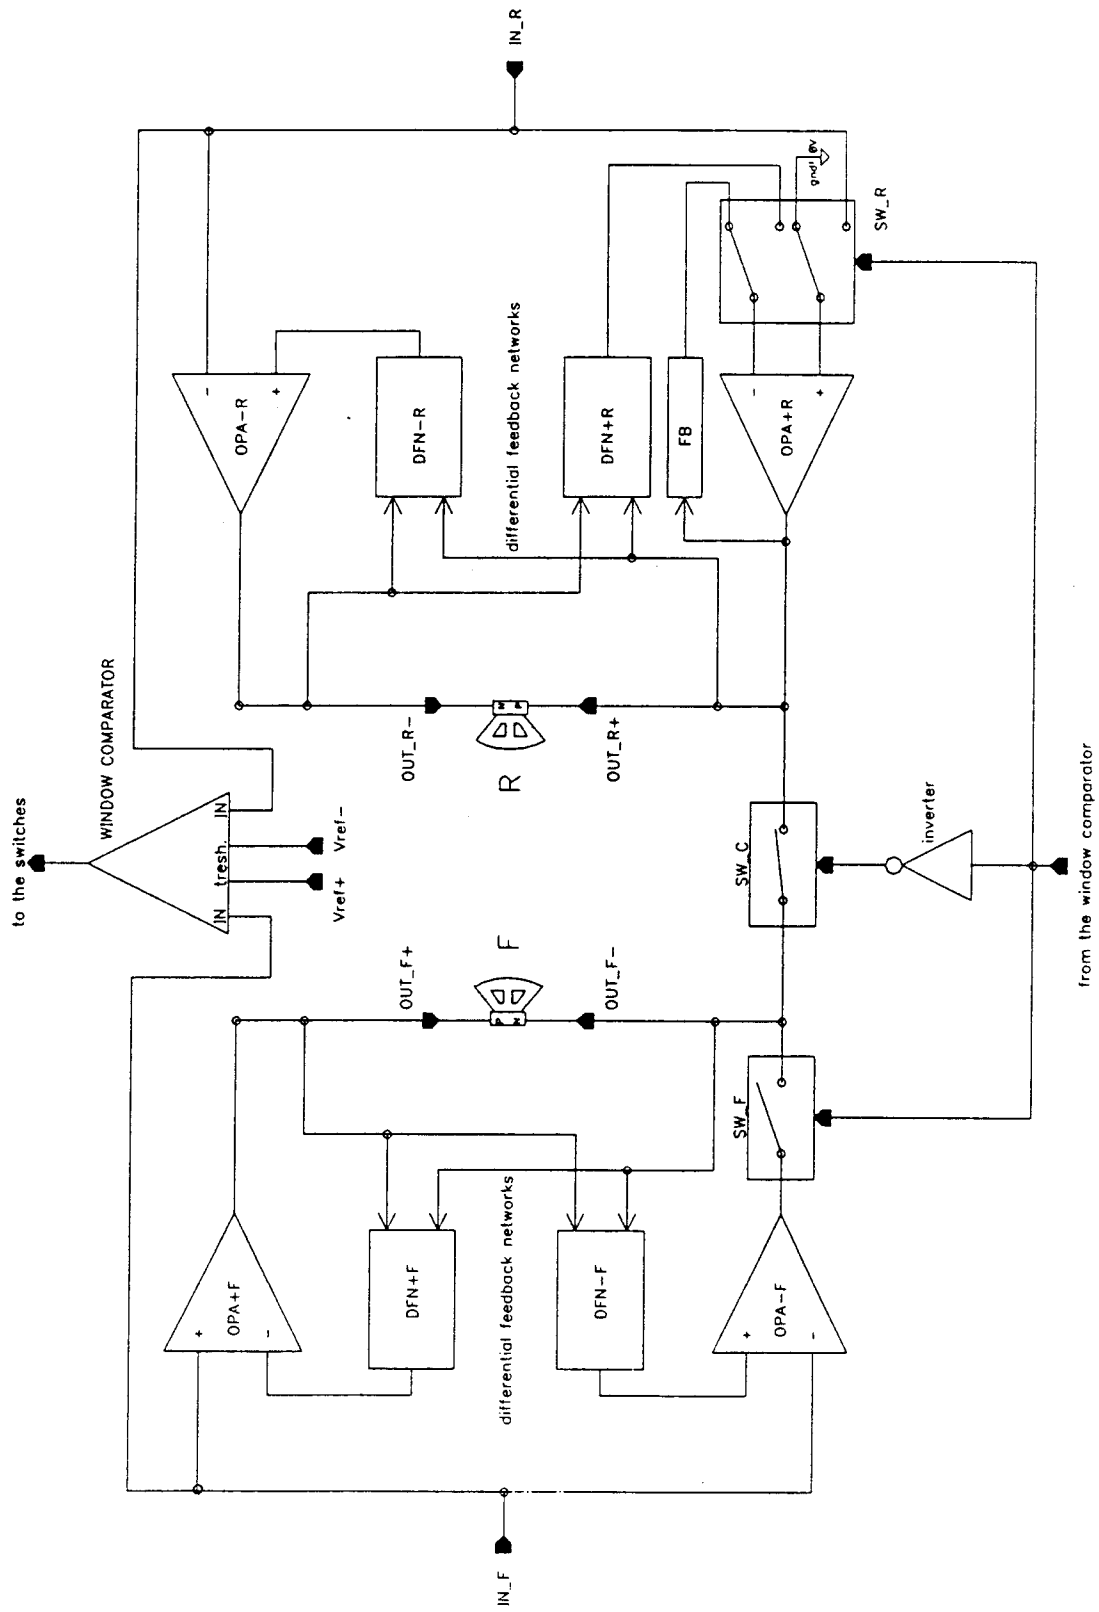 to the switches
WINDOW COMPARATOR
IN
tresh.
IN
Vref+
Vref-
IN_F
OPA+F
+
-
DFN+F
differential feedback networks
DFN-F
OPA-F
+
-
OUT_F+
P
N
F
OUT_F-
SW_F
SW_C
inverter
from the window comparator
OUT_R-
N
P
R
OUT_R+
OPA-R
-
+
DFN-R
differential feedback networks
DFN+R
FB
OPA+R
-
+
gnd!
0V
SW_R
IN_R